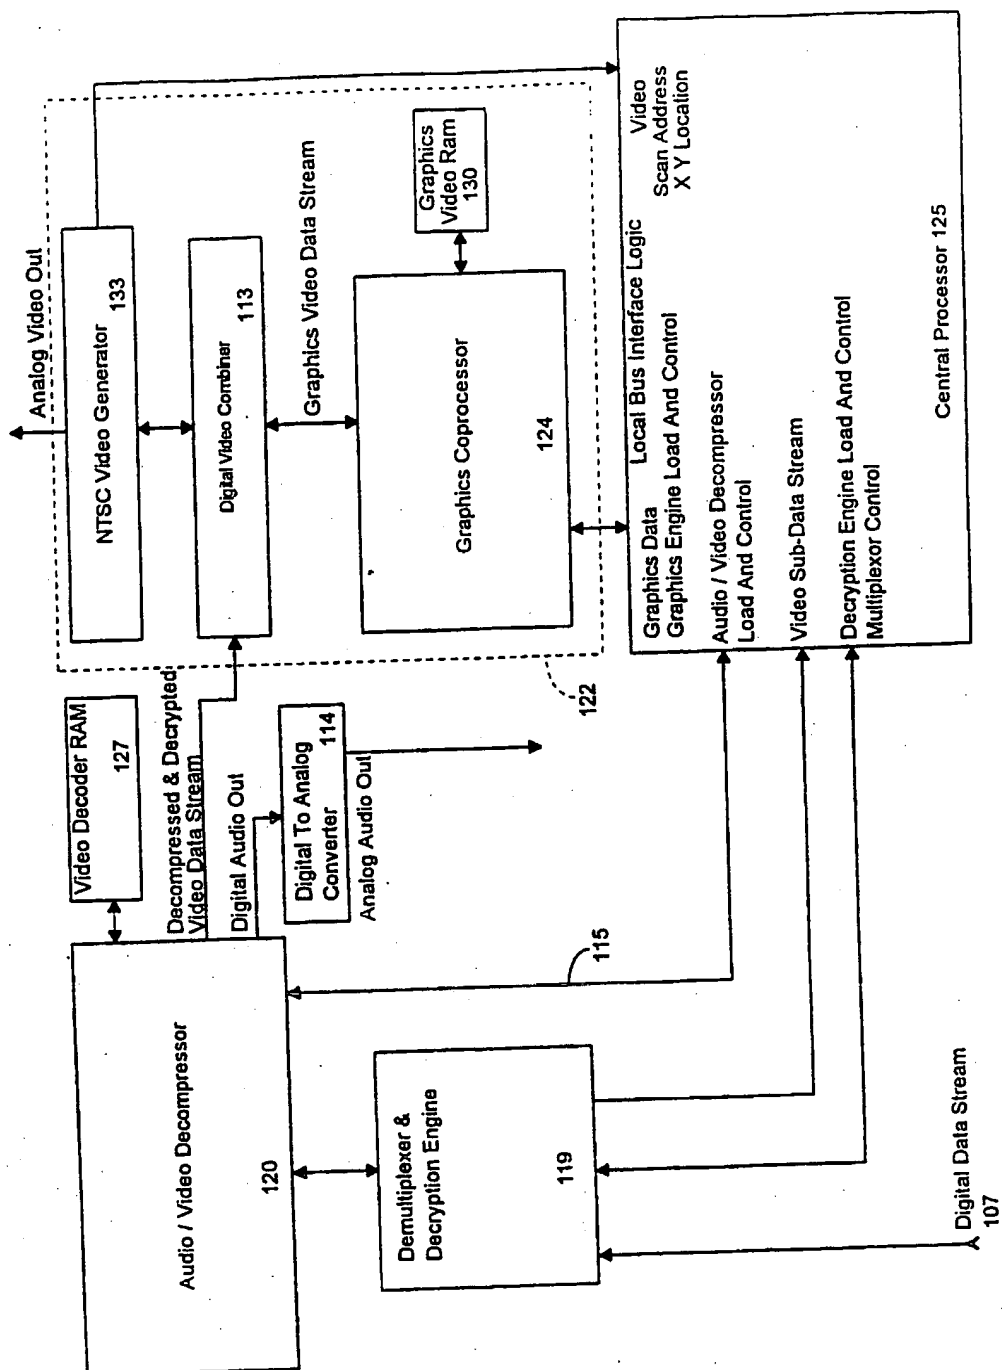 Audio / Video Decompressor
120
Video Decoder RAM
127
Decompressed & Decrypted
Video Data Stream
Digital Audio Out
Digital To Analog
Converter
114
Analog Audio Out
Analog Video Out
NTSC Video Generator
133
Digital Video Combiner
113
Graphics Video Data Stream
Graphics Coprocessor
124
Graphics
Video Ram
130
122
115
Demultiplexer &
Decryption Engine
119
Digital Data Stream
107
Graphics Data
Graphics Engine Load And Control
Local Bus Interface Logic
Video
Scan Address
X Y Location
Audio / Video Decompressor
Load And Control
Video Sub-Data Stream
Decryption Engine Load And Control
Multiplexor Control
Central Processor 125